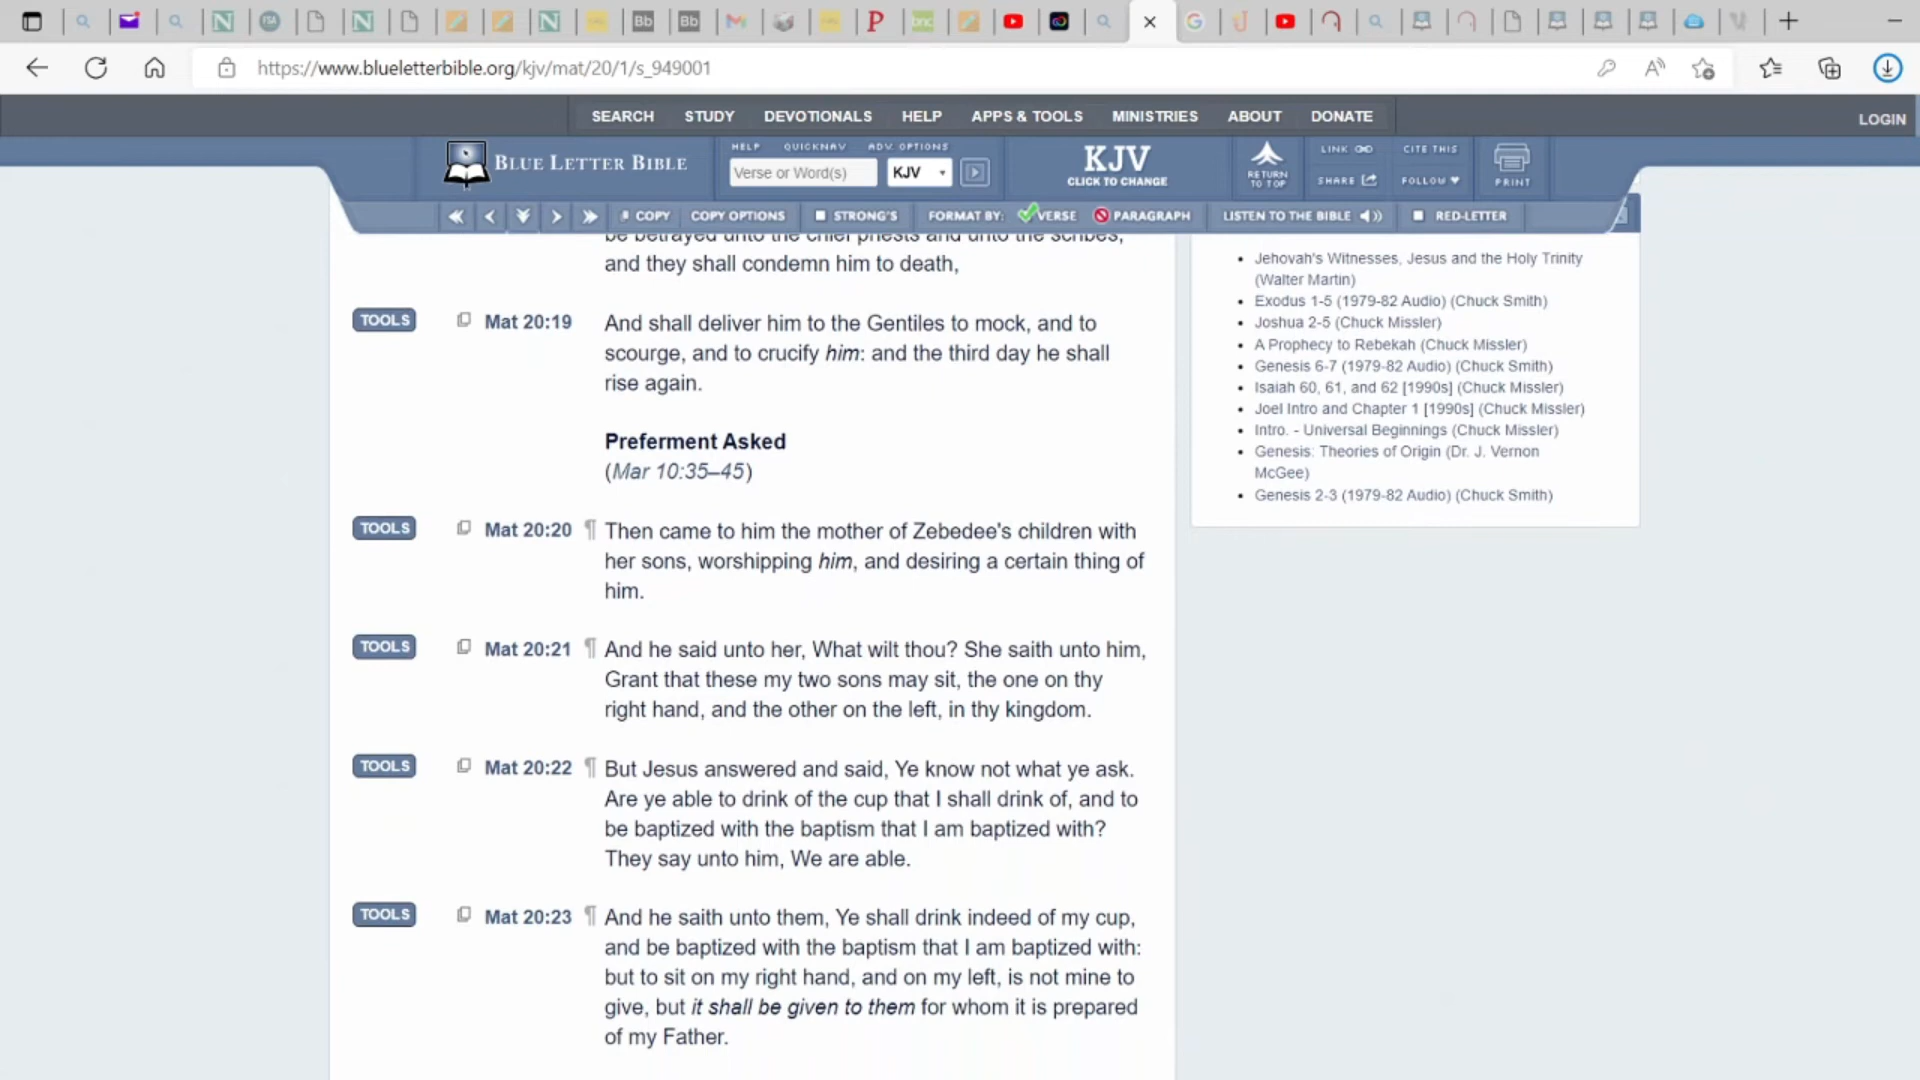 https://www.blueletterbible.org/kjv/mat/20/1/s_949001
SEARCH STUDY DEVOTIONALS HELP APPS & TOOLS MINISTRIES ABOUT DONATE
LOGIN
BLUE LETTER BIBLE
HELP QUICKNAV ADV. OPTIONS
Verse or Word(s) KJV
KJV
CLICK TO CHANGE
RETURN
TO TOP
LINK CITE THIS
SHARE FOLLOW
PRINT
COPY COPY OPTIONS STRONG'S FORMAT BY: VERSE PARAGRAPH LISTEN TO THE BIBLE RED-LETTER
be betrayed unto the chief priests and unto the scribes,
and they shall condemn him to death,
TOOLS Mat 20:19 And shall deliver him to the Gentiles to mock, and to
scourge, and to crucify him: and the third day he shall
rise again.
Preferment Asked
(Mar 10:35–45)
TOOLS Mat 20:20 ¶ Then came to him the mother of Zebedee's children with
her sons, worshipping him, and desiring a certain thing of
him.
TOOLS Mat 20:21 ¶ And he said unto her, What wilt thou? She saith unto him,
Grant that these my two sons may sit, the one on thy
right hand, and the other on the left, in thy kingdom.
TOOLS Mat 20:22 ¶ But Jesus answered and said, Ye know not what ye ask.
Are ye able to drink of the cup that I shall drink of, and to
be baptized with the baptism that I am baptized with?
They say unto him, We are able.
TOOLS Mat 20:23 ¶ And he saith unto them, Ye shall drink indeed of my cup,
and be baptized with the baptism that I am baptized with:
but to sit on my right hand, and on my left, is not mine to
give, but it shall be given to them for whom it is prepared
of my Father.
• Jehovah's Witnesses, Jesus and the Holy Trinity
(Walter Martin)
• Exodus 1-5 (1979-82 Audio) (Chuck Smith)
• Joshua 2-5 (Chuck Missler)
• A Prophecy to Rebekah (Chuck Missler)
• Genesis 6-7 (1979-82 Audio) (Chuck Smith)
• Isaiah 60, 61, and 62 [1990s] (Chuck Missler)
• Joel Intro and Chapter 1 [1990s] (Chuck Missler)
• Intro. - Universal Beginnings (Chuck Missler)
• Genesis: Theories of Origin (Dr. J. Vernon
McGee)
• Genesis 2-3 (1979-82 Audio) (Chuck Smith)